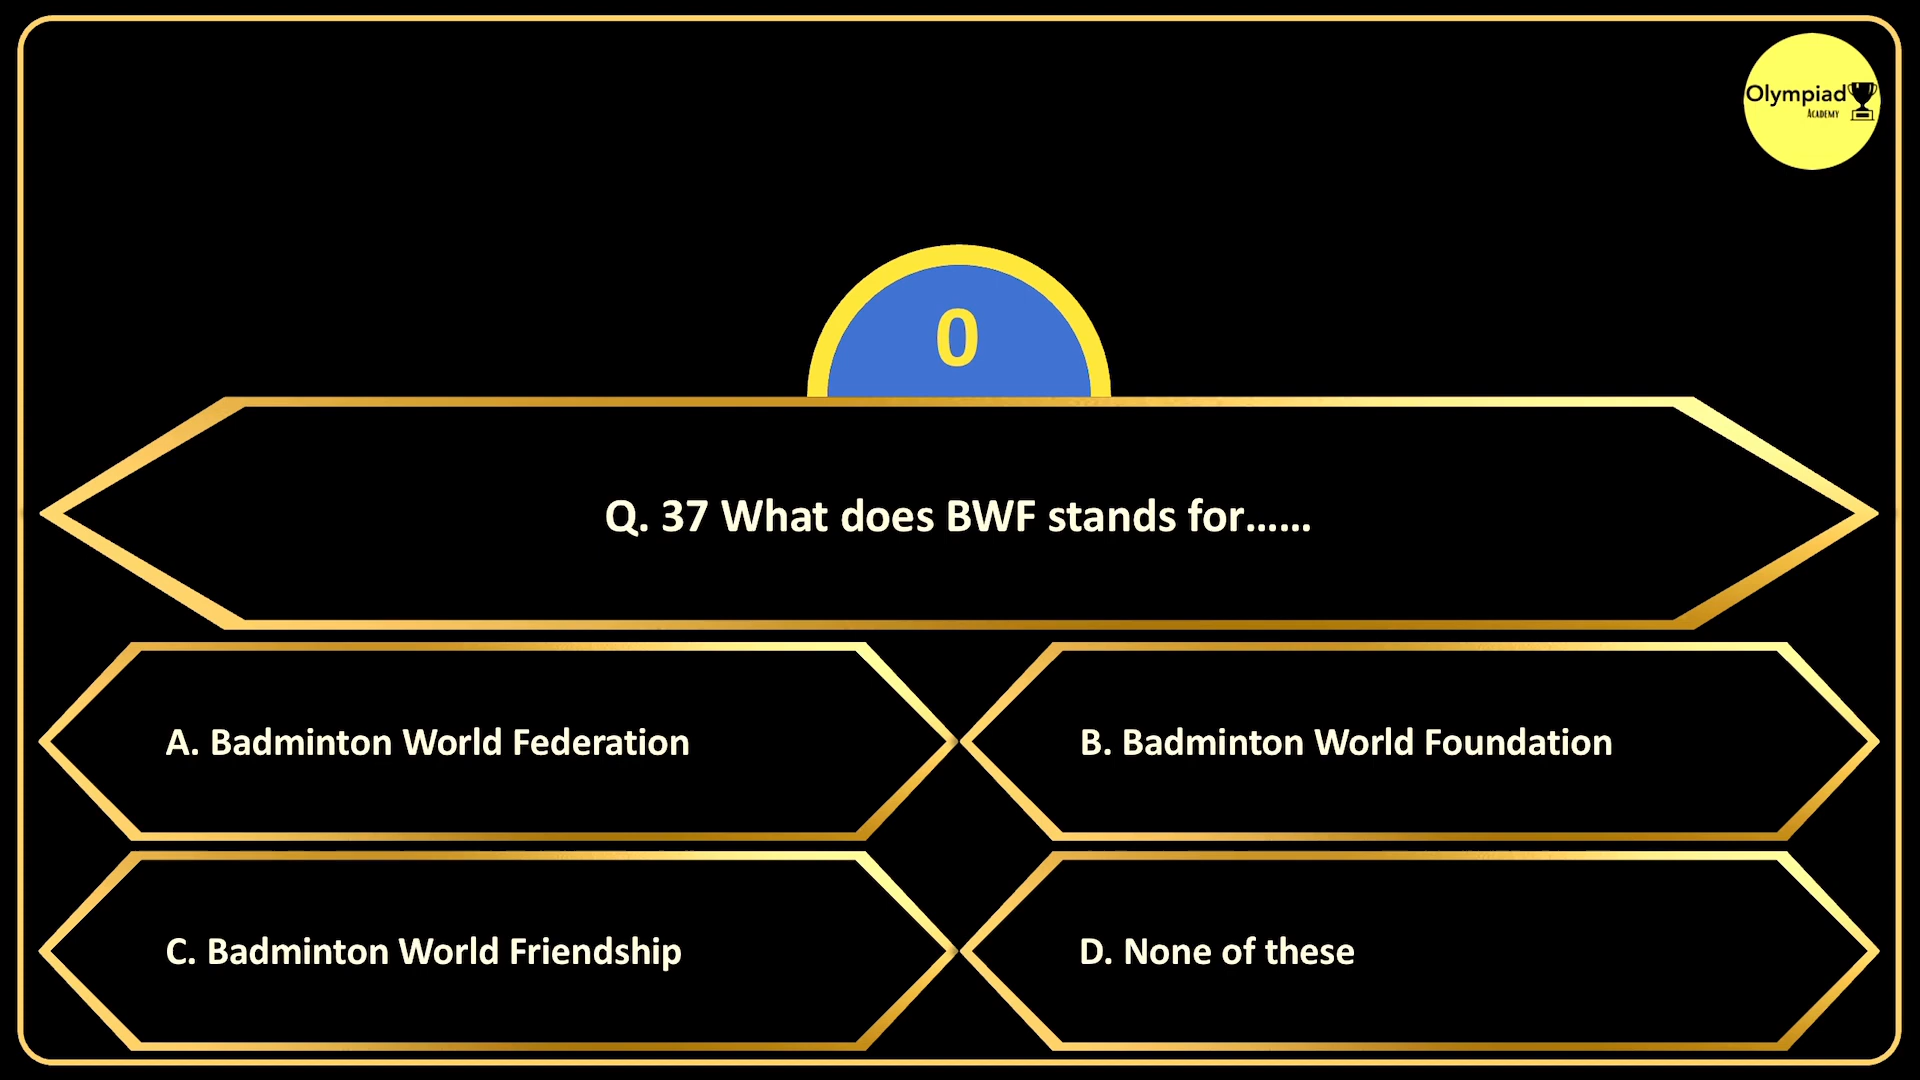 Olympiad
ACADEMY
0
Q. 37 What does BWF stands for......
A. Badminton World Federation
B. Badminton World Foundation
C. Badminton World Friendship
D. None of these